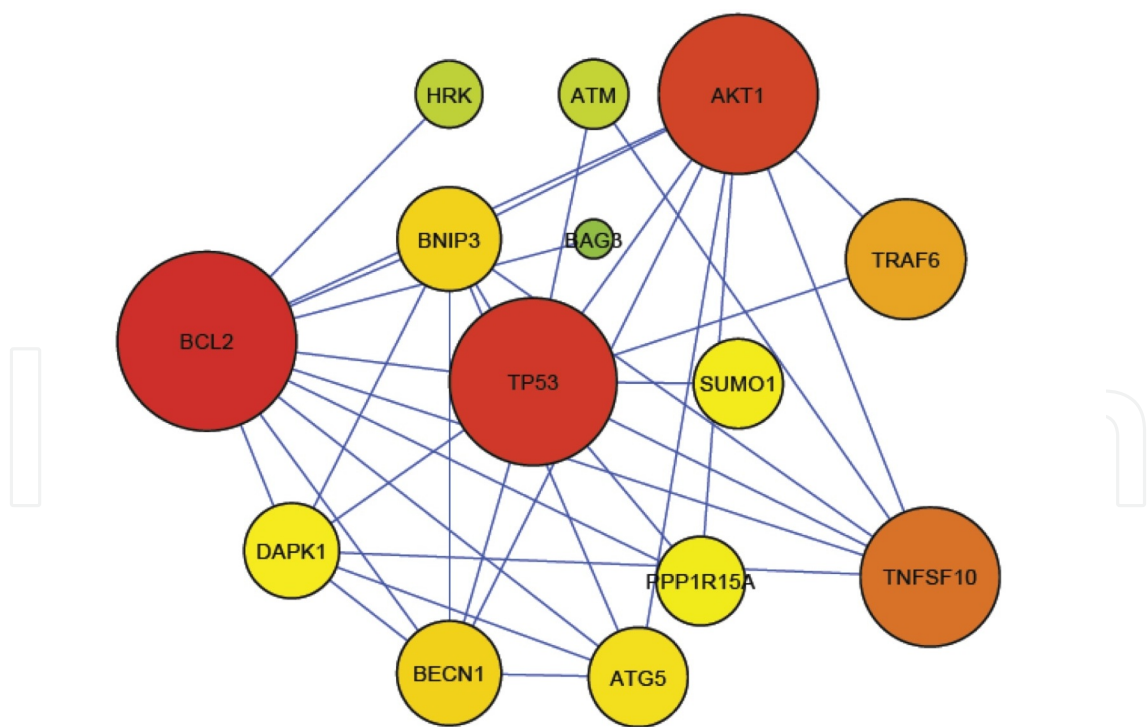 HRK
ATM
AKT1
BNIP3
BAG3
TRAF6
BCL2
TP53
SUMO1
DAPK1
PPP1R15A
TNFSF10
BECN1
ATG5